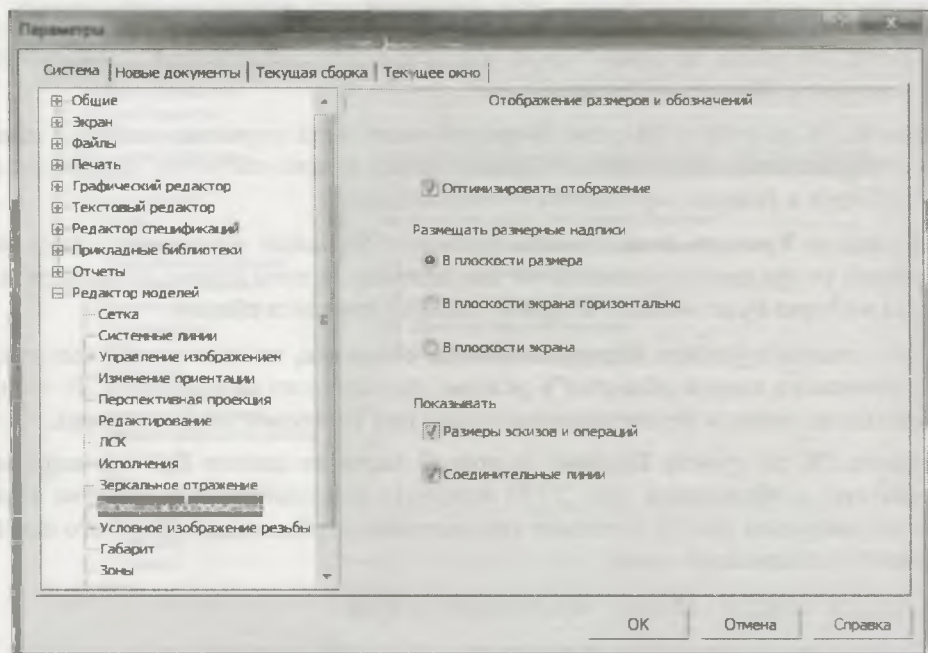 Параметры
Система Новые документы Текущая сборка Текущее окно
Общие
Экран
Файлы
Печать
Графический редактор
Текстовый редактор
Редактор спецификаций
Прикладные библиотеки
Отчеты
Редактор моделей
Сетка
Системные линии
Управление изображением
Изменение ориентации
Перспективная проекция
Редактирование
ЛСК
Исполнения
Зеркальное отражение
Условное изображение резьбы
Габарит
Зоны
Отображение размеров и обозначений
Оптимизировать отображение
Размещать размерные надписи
В плоскости размера
В плоскости экрана горизонтально
В плоскости экрана
Показывать
Размеры эскизов и операций
Соединительные линии
OK Отмена Справка